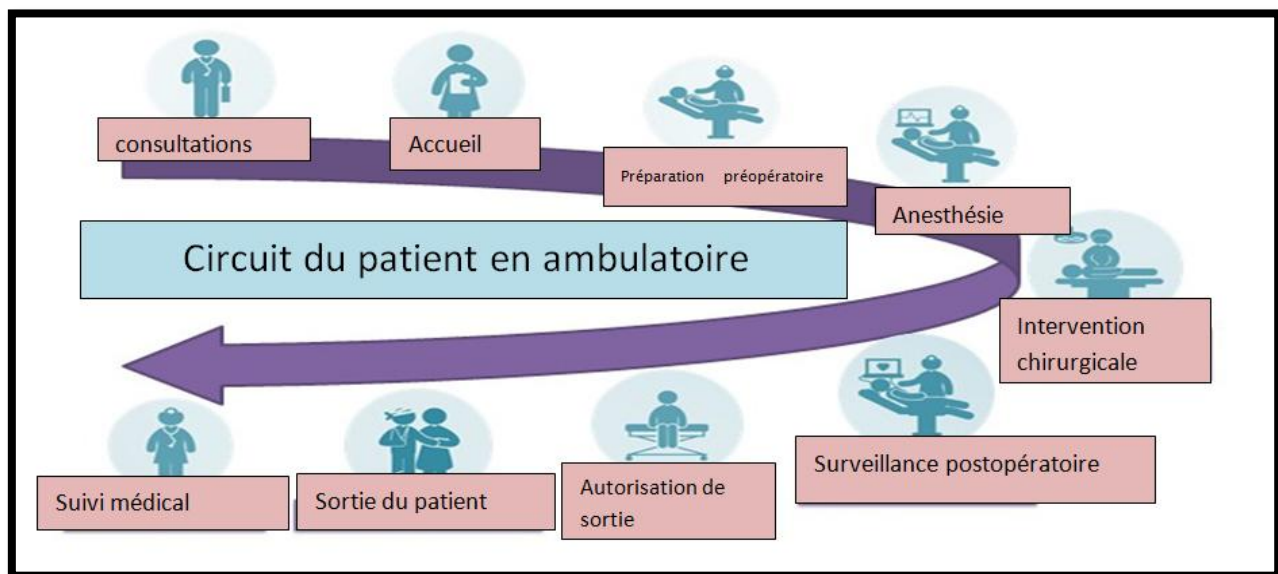 consultations
Accueil
Préparation préopératoire
Anesthésie
Circuit du patient en ambulatoire
Intervention
chirurgicale
Surveillance postopératoire
Autorisation de
sortie
Sortie du patient
Suivi médical